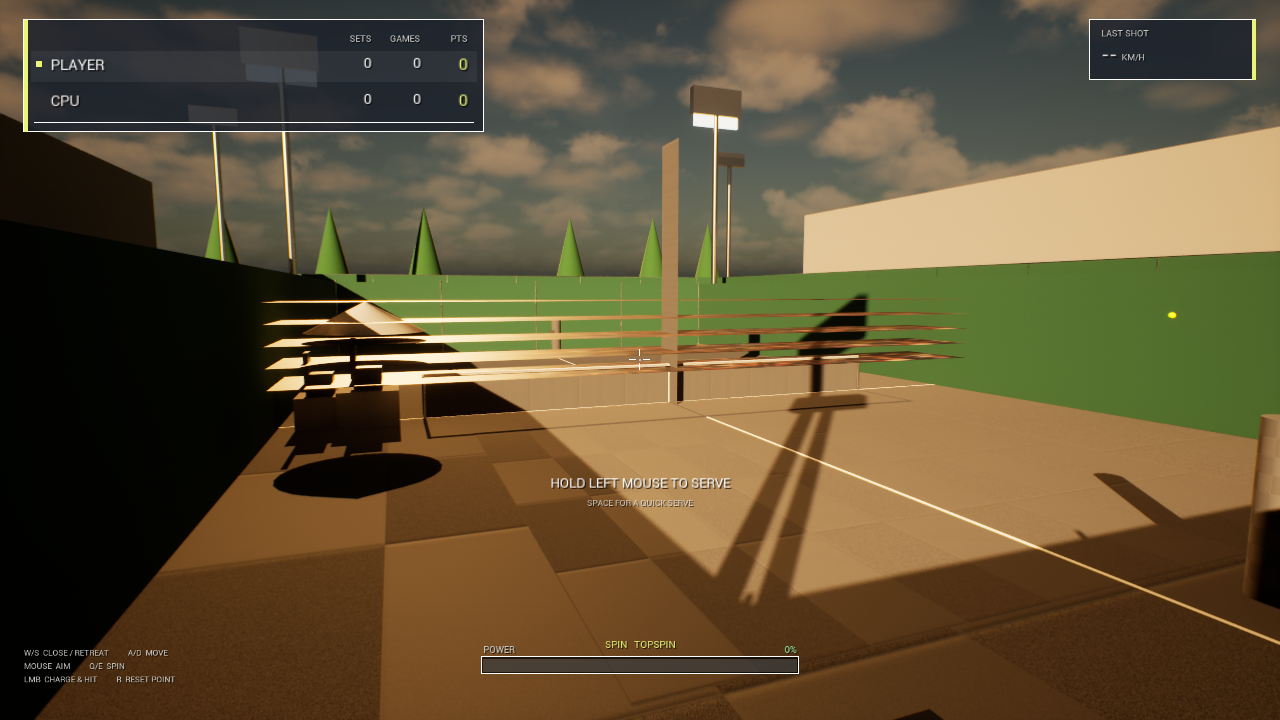 SETS GAMES PTS
PLAYER 0 0 0
CPU 0 0 0
LAST SHOT
-- KM/H
HOLD LEFT MOUSE TO SERVE
SPACE FOR A QUICK SERVE
SPIN TOPSPIN
POWER 0%
W/S CLOSE / RETREAT A/D MOVE
MOUSE AIM Q/E SPIN
LMB CHARGE & HIT R RESET POINT